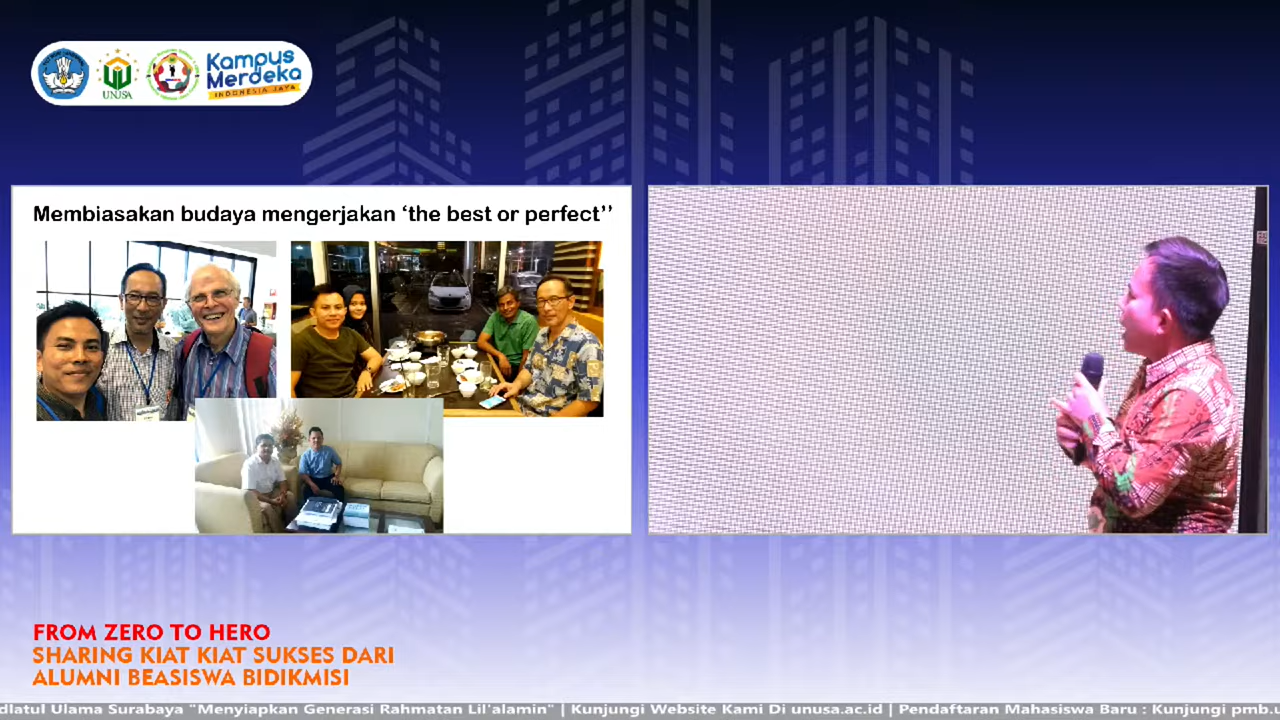 UNUSA
Kampus
Merdeka
INDONESIA JAYA
Membiasakan budaya mengerjakan ‘the best or perfect’’
FROM ZERO TO HERO
SHARING KIAT KIAT SUKSES DARI
ALUMNI BEASISWA BIDIKMISI
dlatul Ulama Surabaya "Menyiapkan Generasi Rahmatan Lil'alamin" | Kunjungi Website Kami Di unusa.ac.id | Pendaftaran Mahasiswa Baru : Kunjungi pmb.u